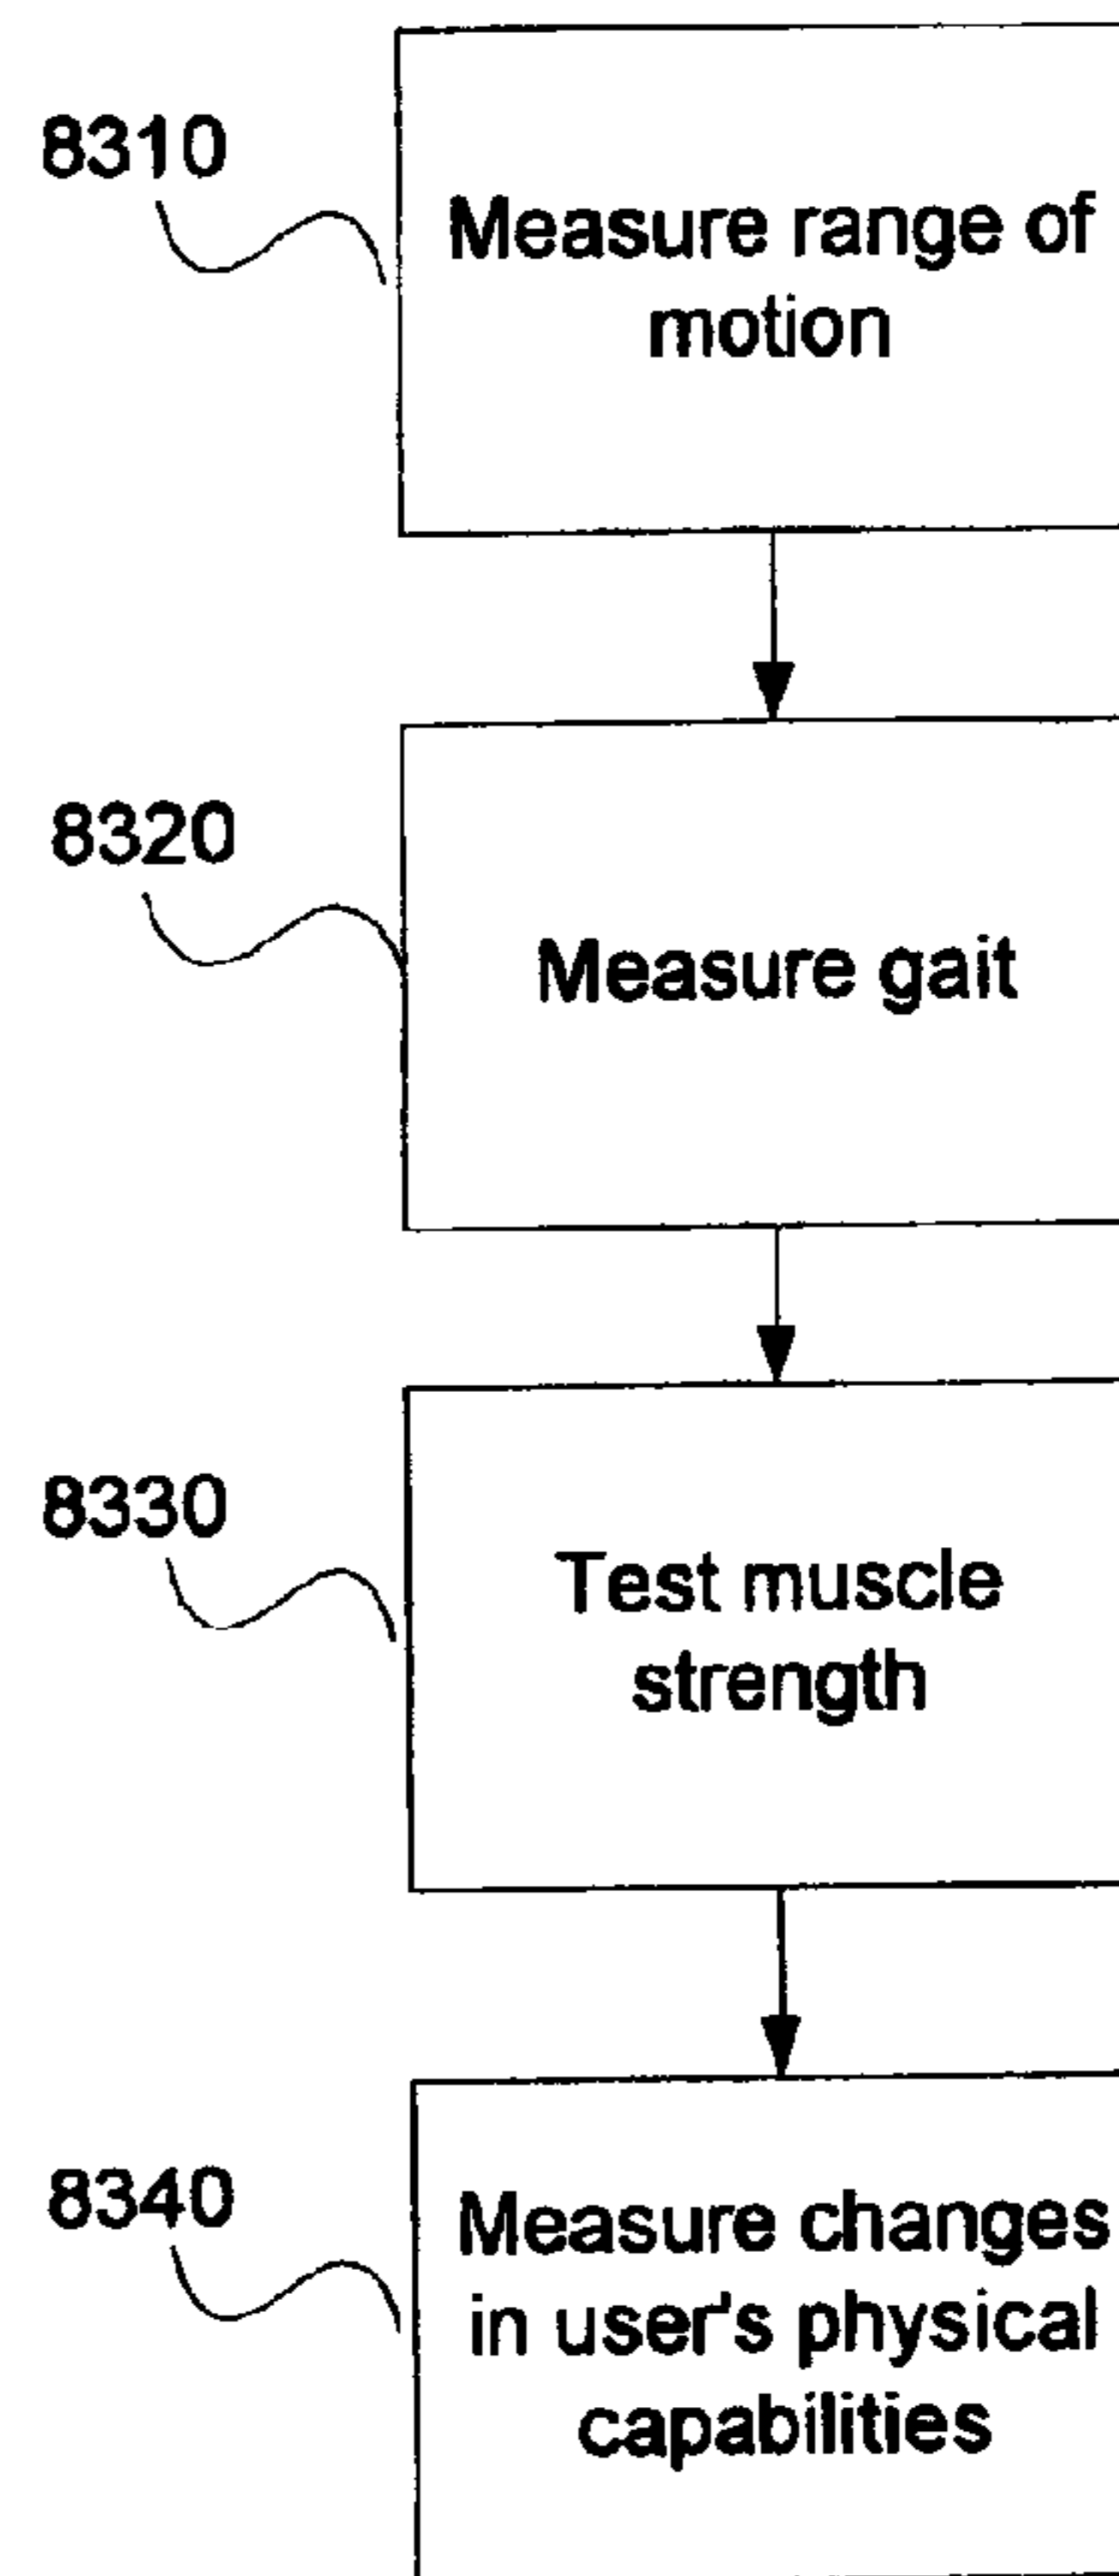 8310
Measure range of
motion
8320
Measure gait
8330
Test muscle
strength
8340
Measure changes
in user's physical
capabilities